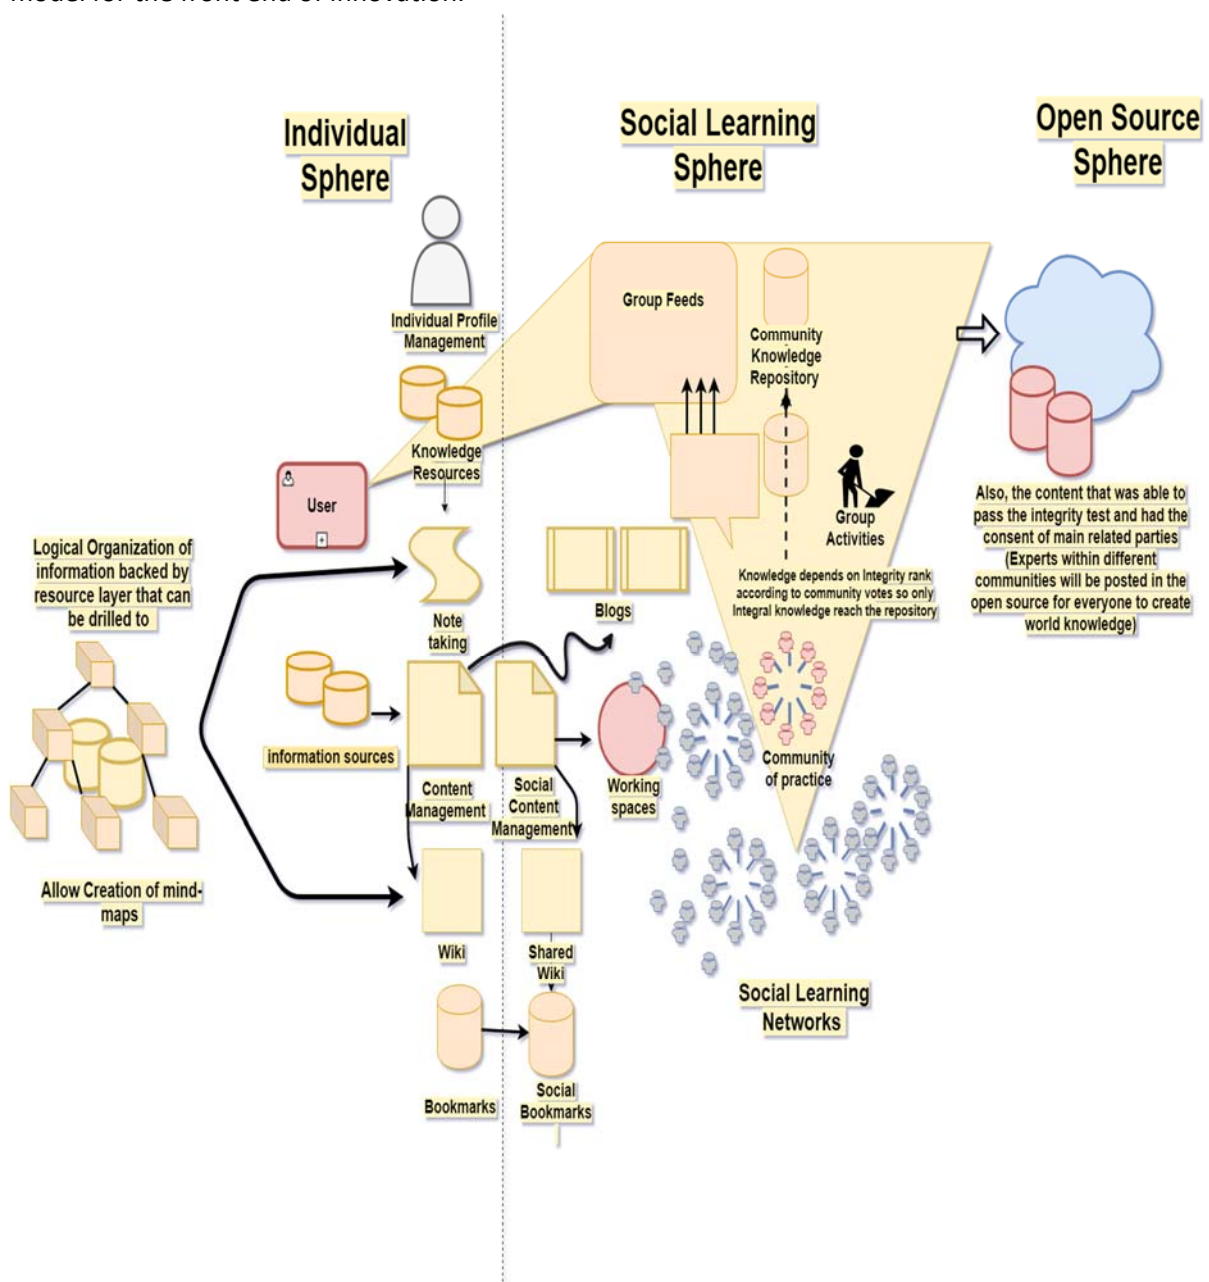 model for the front end of innovation.
Individual
Sphere
Social Learning
Sphere
Open Source
Sphere
Individual Profile
Management
Knowledge
Resources
User
Logical Organization of
information backed by
resource layer that can
be drilled to
Allow Creation of mind-
maps
Note
taking
information sources
Content
Management
Wiki
Bookmarks
Group Feeds
Community
Knowledge
Repository
Group
Activities
Knowledge depends on Integrity rank
according to community votes so only
Integral knowledge reach the repository
Blogs
Social
Content
Management
Working
spaces
Community
of practice
Shared
Wiki
Social
Bookmarks
Social Learning
Networks
Also, the content that was able to
pass the integrity test and had the
consent of main related parties
(Experts within different
communities will be posted in the
open source for everyone to create
world knowledge)